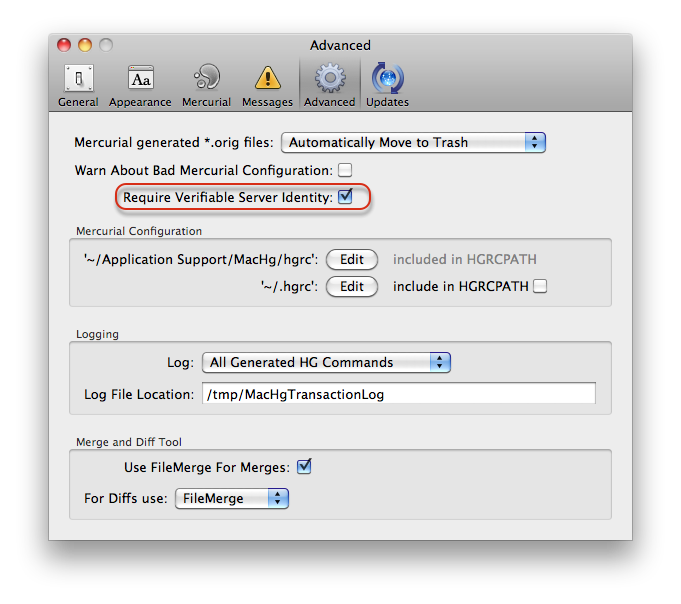 Advanced
General Appearance Mercurial Messages Advanced Updates
Mercurial generated *.orig files: Automatically Move to Trash
Warn About Bad Mercurial Configuration:
Require Verifiable Server Identity:
Mercurial Configuration
'~/Application Support/MacHg/hgrc': Edit included in HGRCPATH
'~/.hgrc': Edit include in HGRCPATH
Logging
Log: All Generated HG Commands
Log File Location: /tmp/MacHgTransactionLog
Merge and Diff Tool
Use FileMerge For Merges:
For Diffs use: FileMerge